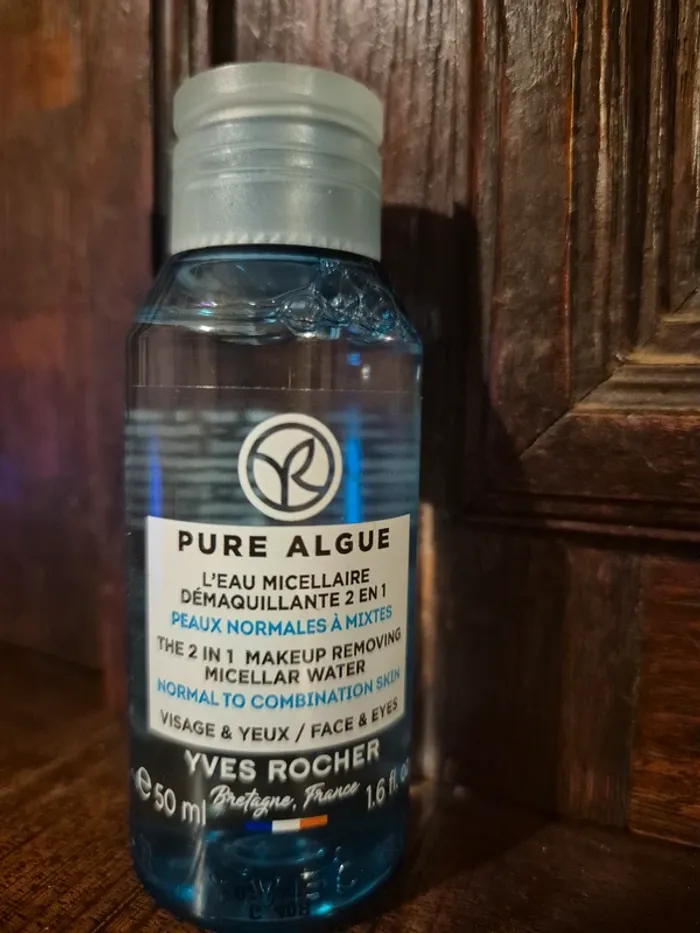 PURE ALGUE
L'EAU MICELLAIRE
DÉMAQUILLANTE 2 EN 1
PEAUX NORMALES À MIXTES
THE 2 IN 1 MAKEUP REMOVING
MICELLAR WATER
NORMAL TO COMBINATION SKIN
VISAGE & YEUX / FACE & EYES
YVES ROCHER
Bretagne, France
℮ 50 ml 1.6 fl.